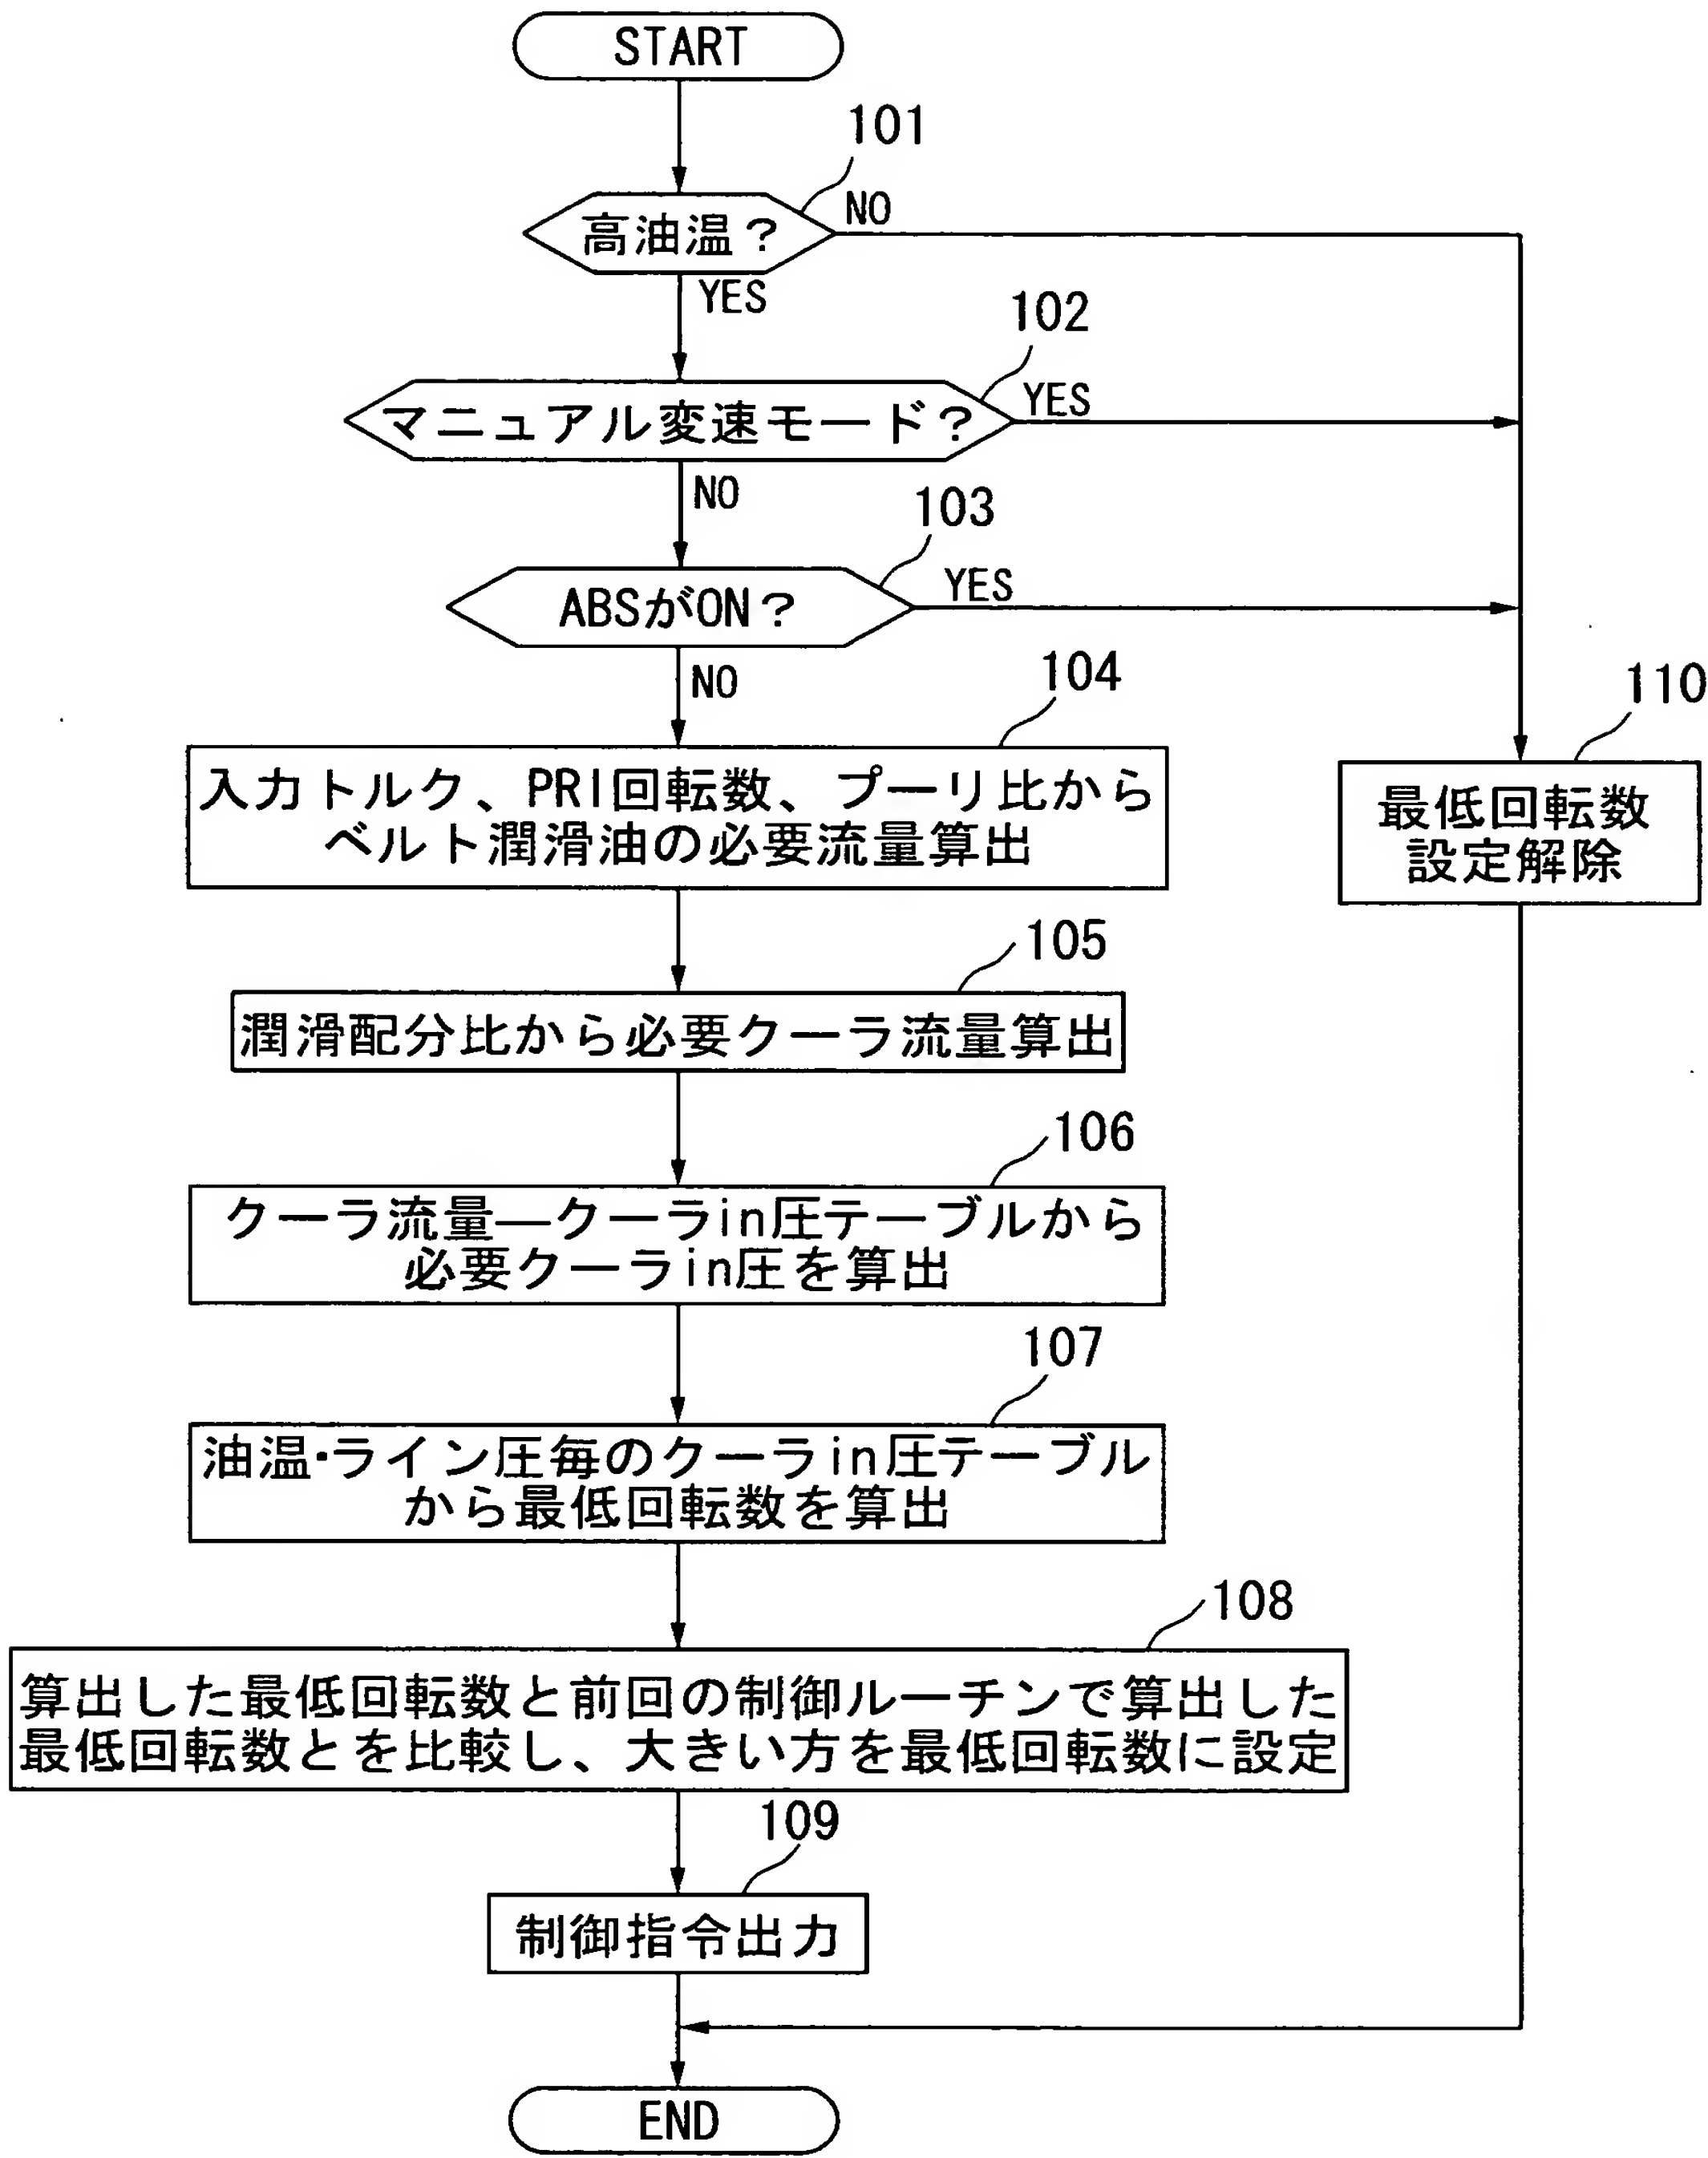 START
101
高油温？
NO
YES
102
マニュアル変速モード？
YES
NO
103
ABSがON？
YES
NO
104
入力トルク、PRI回転数、プーリ比から
ベルト潤滑油の必要流量算出
110
最低回転数
設定解除
105
潤滑配分比から必要クーラ流量算出
106
クーラ流量―クーラin圧テーブルから
必要クーラin圧を算出
107
油温・ライン圧毎のクーラin圧テーブル
から最低回転数を算出
108
算出した最低回転数と前回の制御ルーチンで算出した
最低回転数とを比較し、大きい方を最低回転数に設定
109
制御指令出力
END